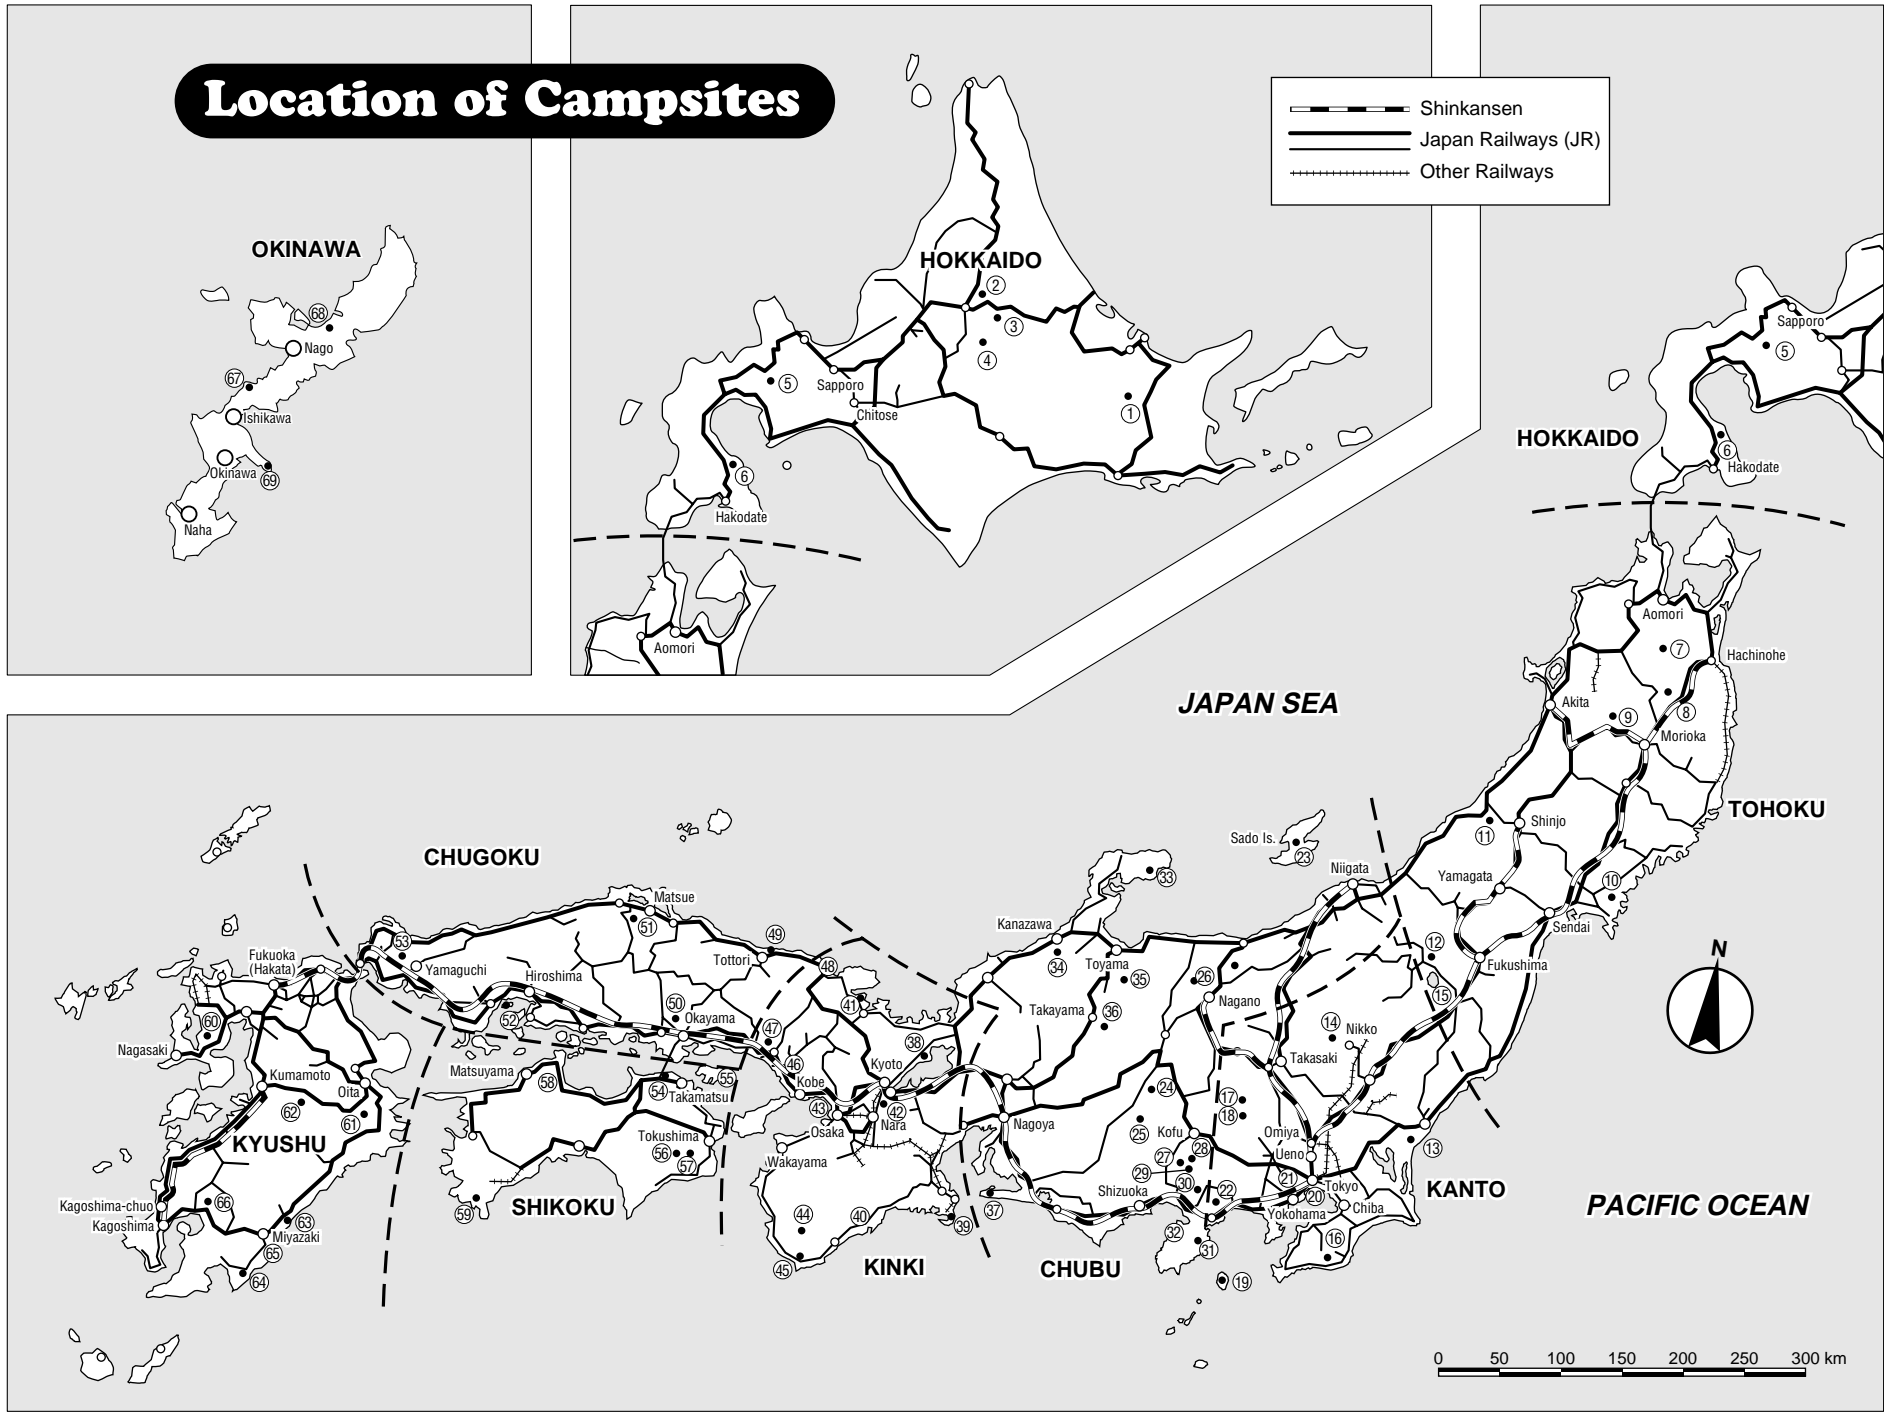 Location of Campsites
Shinkansen
Japan Railways (JR)
Other Railways
OKINAWA
68
Nago
67
Ishikawa
Okinawa
69
Naha
HOKKAIDO
2
3
4
5
Sapporo
Chitose
1
6
Hakodate
Aomori
Sapporo
5
HOKKAIDO
6
Hakodate
Aomori
7
Hachinohe
JAPAN SEA
Akita
9
8
Morioka
TOHOKU
11
Shinjo
Yamagata
10
Sendai
12
Fukushima
15
Sado Is.
23
Niigata
33
Kanazawa
34
Toyama
35
26
Nagano
Takayama
36
14
Nikko
Takasaki
N
CHUGOKU
Matsue
51
49
Tottori
48
53
Yamaguchi
Fukuoka
(Hakata)
Hiroshima
52
50
Okayama
47
46
41
38
Kyoto
60
Nagasaki
Kumamoto
Oita
62
61
KYUSHU
Matsuyama
58
54
55
Takamatsu
Kobe
43
Osaka
42
Nara
Nagoya
24
25
17
18
Kofu
28
27
29
30
22
Omiya
Ueno
21
Tokyo
20
Yokohama
Chiba
13
KANTO
PACIFIC OCEAN
Tokushima
56
57
Wakayama
Kagoshima-chuo
Kagoshima
66
63
Miyazaki
65
64
59
SHIKOKU
44
40
45
39
37
Shizuoka
KINKI
CHUBU
32
31
16
19
0 50 100 150 200 250 300 km